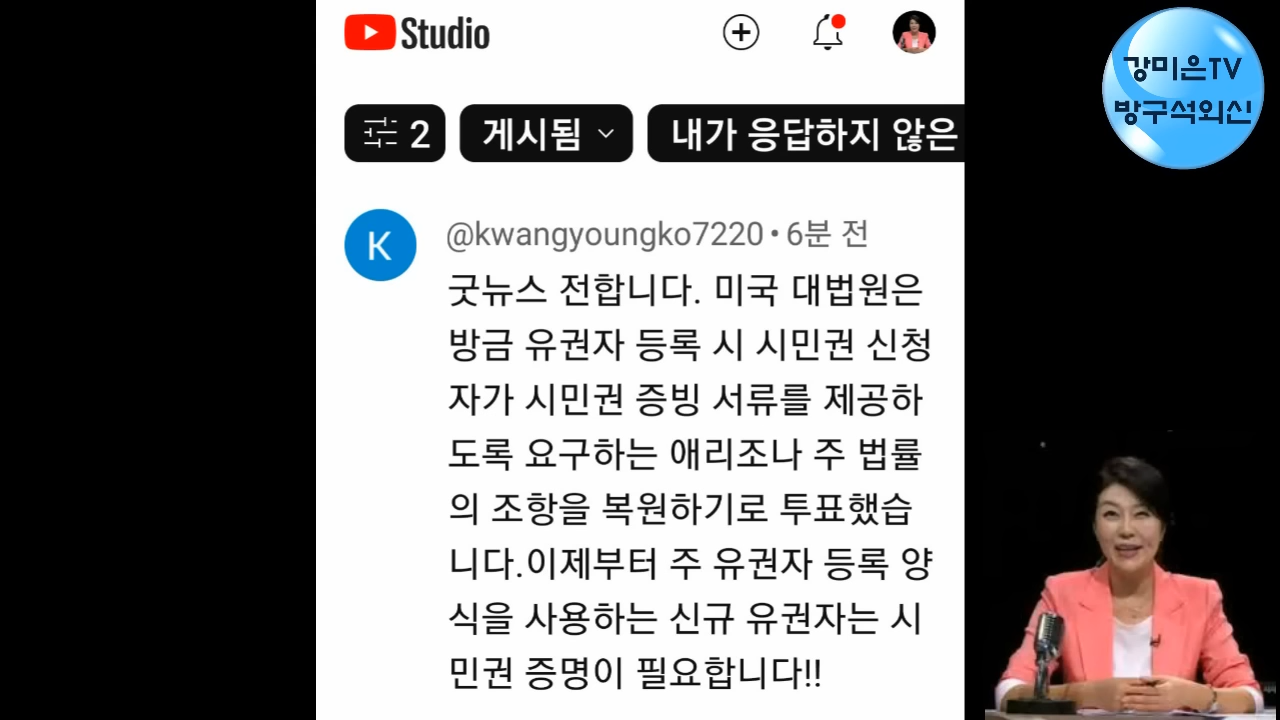 Studio
강미은TV
방구석외신
2
게시됨
내가 응답하지 않은
K
@kwangyoungko7220 • 6분 전
굿뉴스 전합니다. 미국 대법원은
방금 유권자 등록 시 시민권 신청
자가 시민권 증빙 서류를 제공하
도록 요구하는 애리조나 주 법률
의 조항을 복원하기로 투표했습
니다.이제부터 주 유권자 등록 양
식을 사용하는 신규 유권자는 시
민권 증명이 필요합니다!!